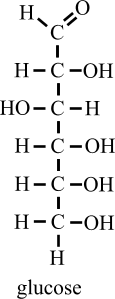 H O
C
H C OH
HO C H
H C OH
H C OH
H C OH
H
glucose